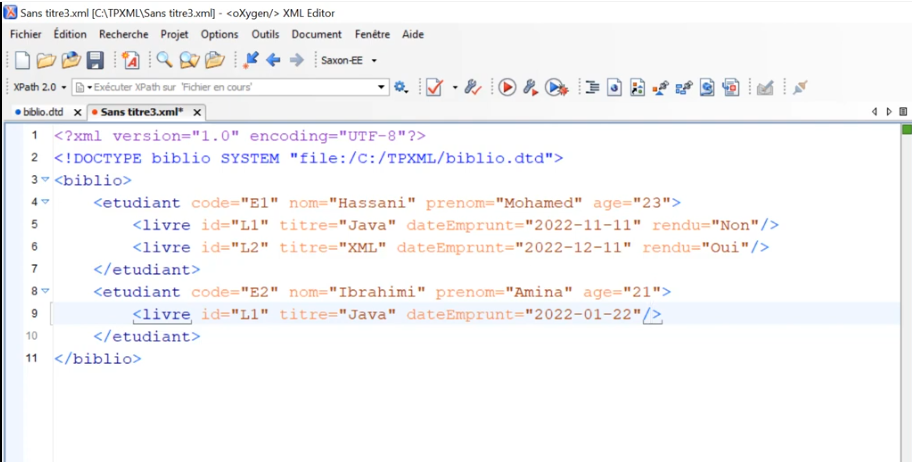 Sans titre3.xml [C:\TPXML\Sans titre3.xml] - <oXygen/> XML Editor
Fichier Édition Recherche Projet Options Outils Document Fenêtre Aide
Saxon-EE
XPath 2.0 Exécuter XPath sur 'Fichier en cours'
biblio.dtd Sans titre3.xml*
1 <?xml version="1.0" encoding="UTF-8"?>
2 <!DOCTYPE biblio SYSTEM "file:/C:/TPXML/biblio.dtd">
3 <biblio>
4 <etudiant code="E1" nom="Hassani" prenom="Mohamed" age="23">
5 <livre id="L1" titre="Java" dateEmprunt="2022-11-11" rendu="Non"/>
6 <livre id="L2" titre="XML" dateEmprunt="2022-12-11" rendu="Oui"/>
7 </etudiant>
8 <etudiant code="E2" nom="Ibrahimi" prenom="Amina" age="21">
9 <livre id="L1" titre="Java" dateEmprunt="2022-01-22"/>
10 </etudiant>
11 </biblio>